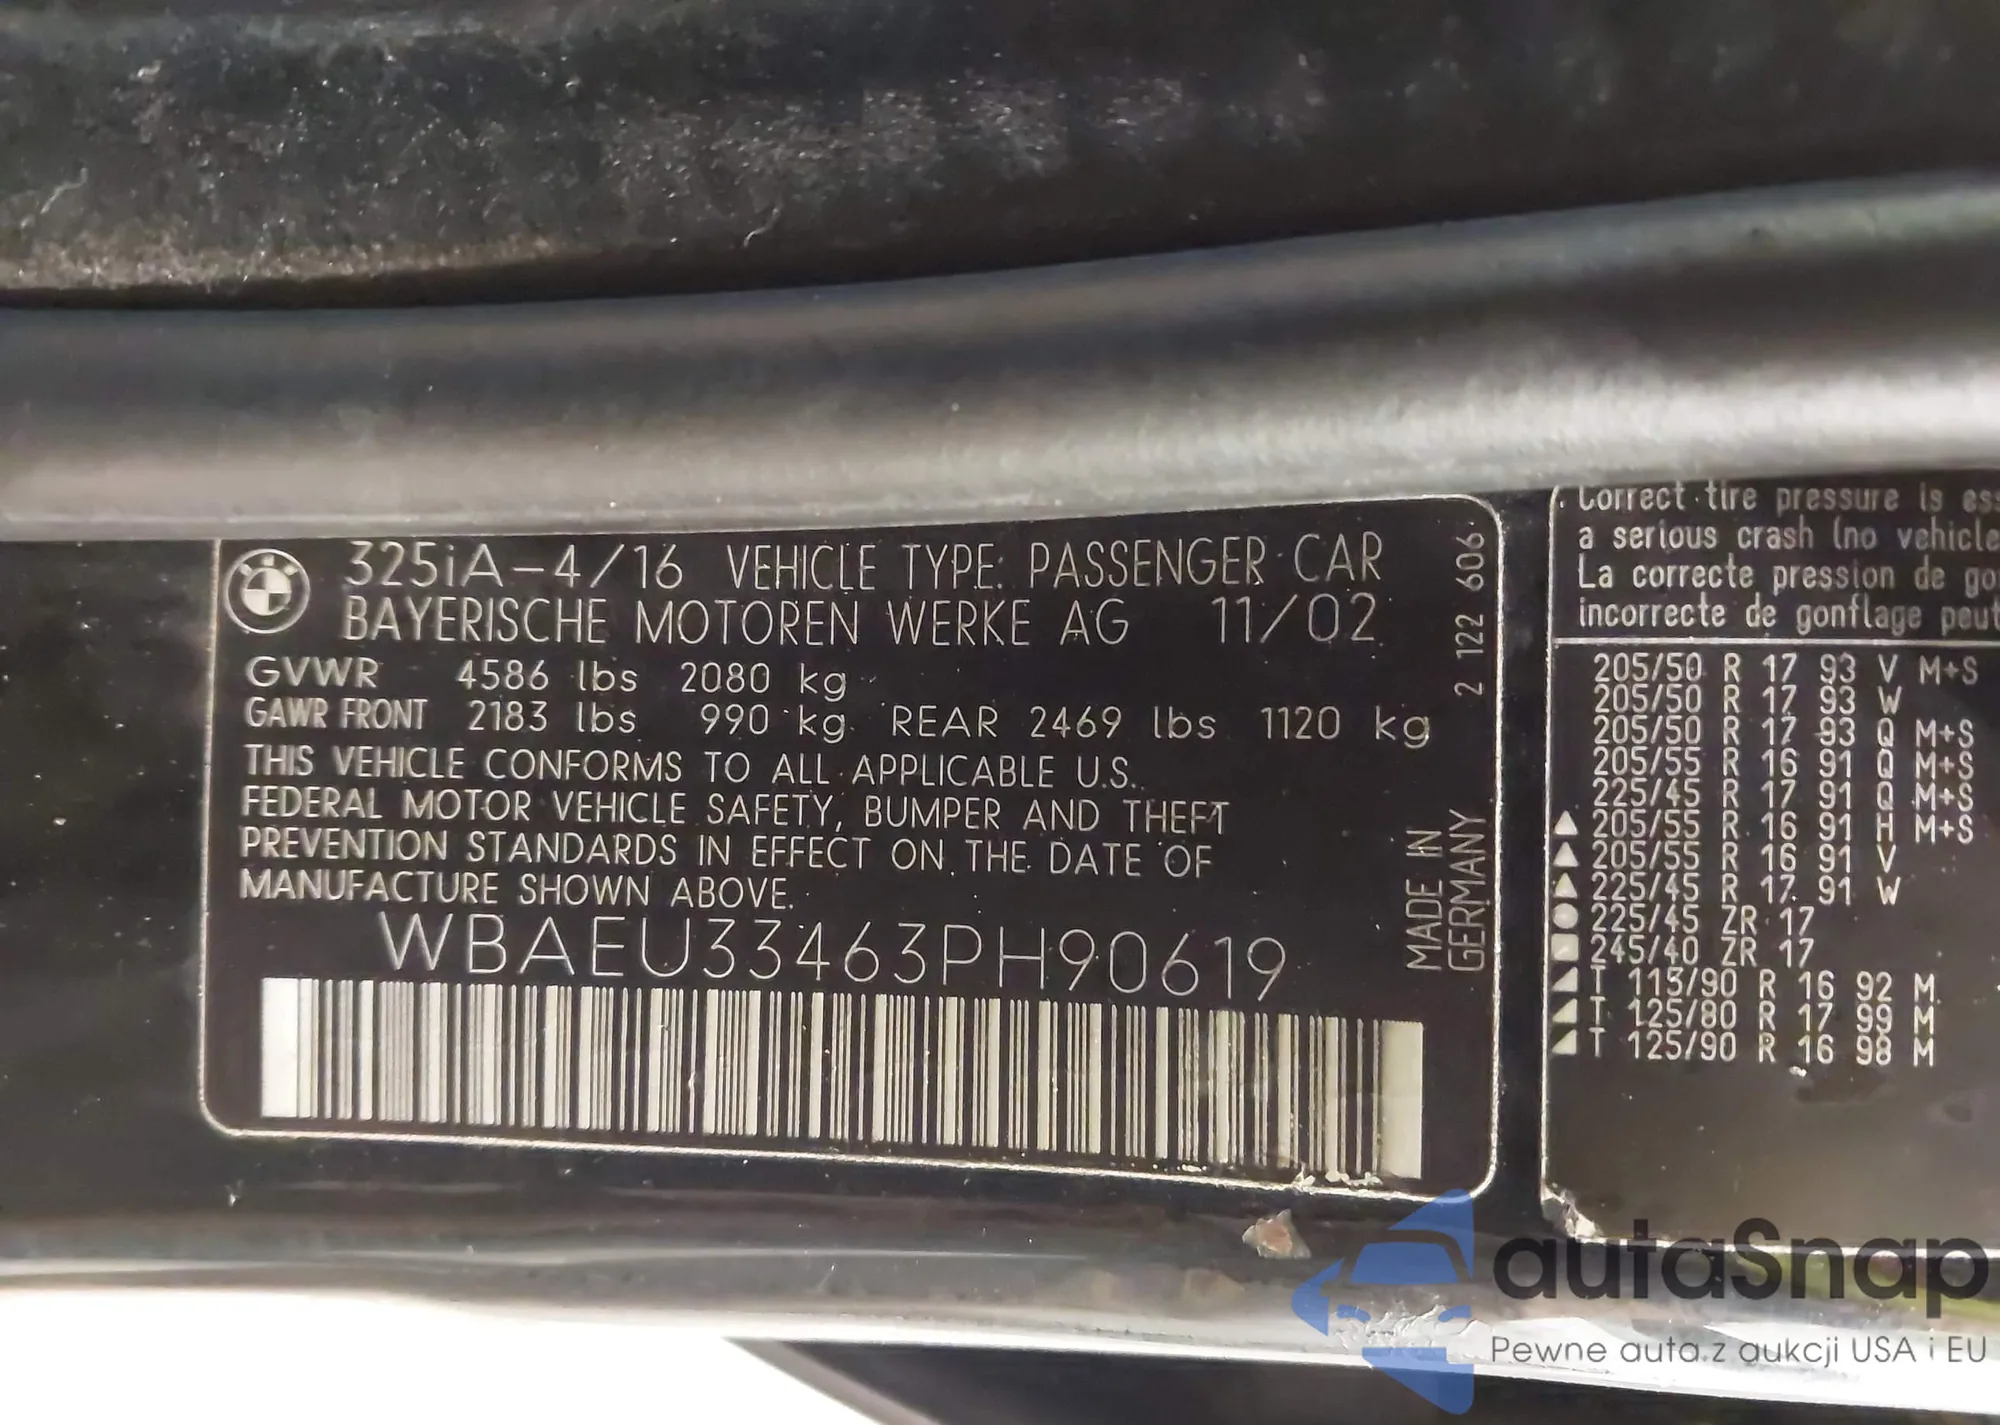 325iA-4/16 VEHICLE TYPE: PASSENGER CAR
BAYERISCHE MOTOREN WERKE AG 11/02
GVWR 4586 lbs 2080 kg
GAWR FRONT 2183 lbs 990 kg REAR 2469 lbs 1120 kg
THIS VEHICLE CONFORMS TO ALL APPLICABLE U.S.
FEDERAL MOTOR VEHICLE SAFETY, BUMPER AND THEFT
PREVENTION STANDARDS IN EFFECT ON THE DATE OF
MANUFACTURE SHOWN ABOVE.
WBAEU33463PH90619
2 122 606
MADE IN
GERMANY
Correct tire pressure is ess
a serious crash (no vehicle
La correcte pression de go
incorrecte de gonflage peut
205/50 R 17 93 V M+S
205/50 R 17 93 W
205/50 R 17 93 Q M+S
205/55 R 16 91 Q M+S
225/45 R 17 91 Q M+S
205/55 R 16 91 H M+S
205/55 R 16 91 V
225/45 R 17 91 W
225/45 ZR 17
245/40 ZR 17
T 115/90 R 16 92 M
T 125/80 R 17 99 M
T 125/90 R 16 98 M
autaSnap
Pewne auta z aukcji USA i EU